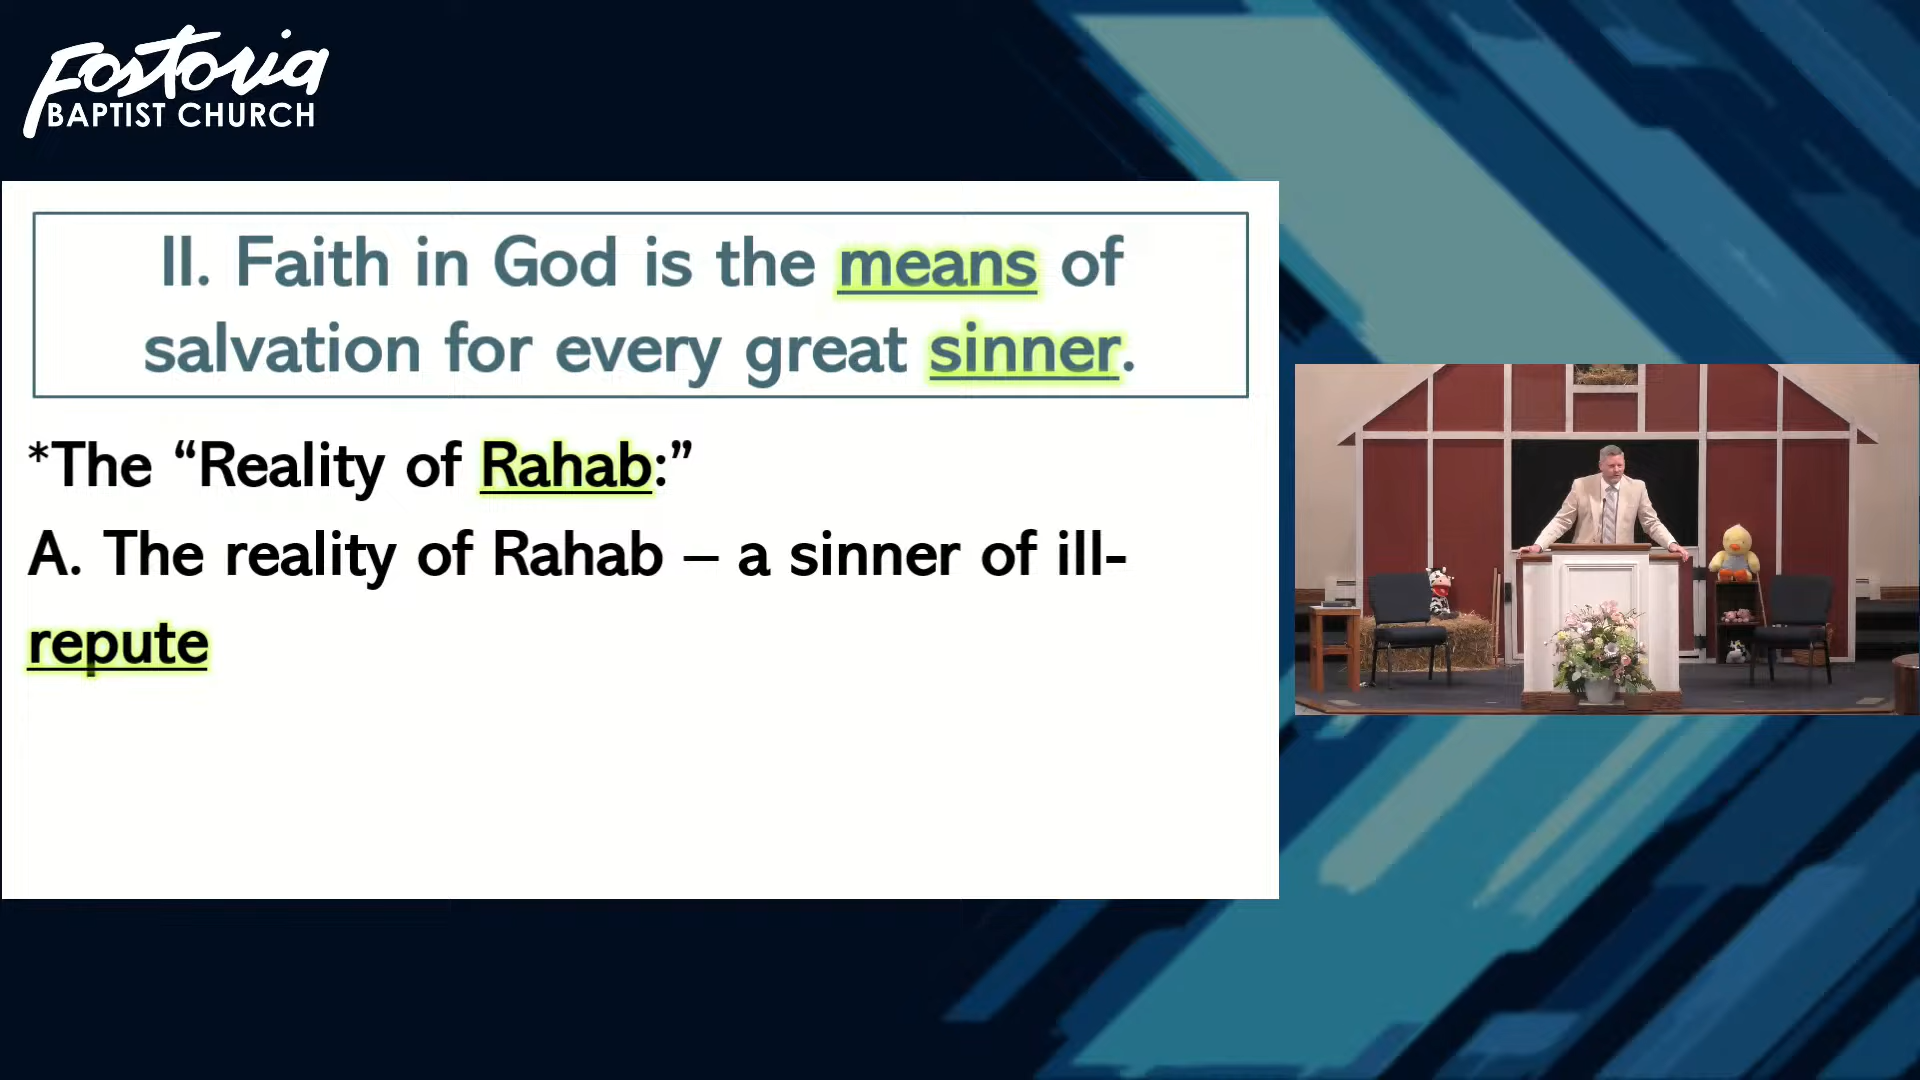 Fostoria
BAPTIST CHURCH
II. Faith in God is the means of
salvation for every great sinner.
*The “Reality of Rahab:”
A. The reality of Rahab – a sinner of ill-
repute